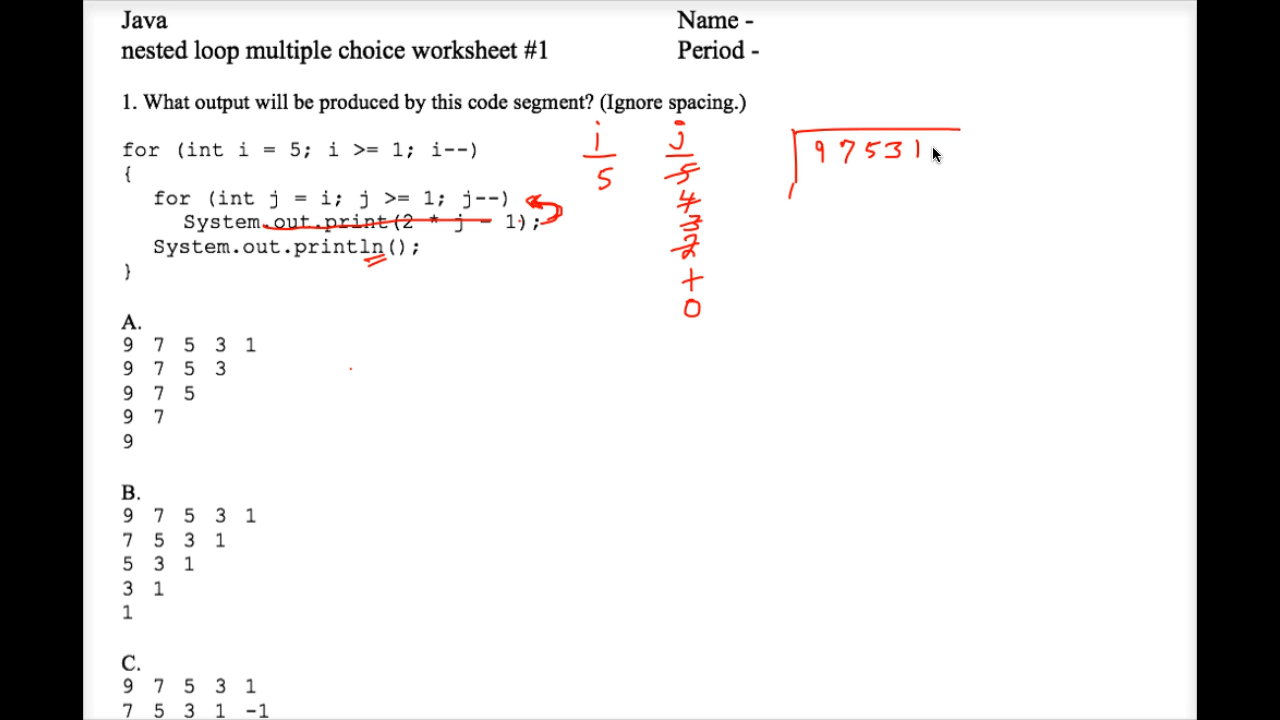 Java
Name -
nested loop multiple choice worksheet #1
Period -
1. What output will be produced by this code segment? (Ignore spacing.)
for (int i = 5; i >= 1; i--)
{
for (int j = i; j >= 1; j--)
System.out.print(2 * j - 1);
System.out.println();
}
i
5
j
5
4
3
2
1
0
9 7 5 3 1
A.
9 7 5 3 1
9 7 5 3
9 7 5
9 7
9
B.
9 7 5 3 1
7 5 3 1
5 3 1
3 1
1
C.
9 7 5 3 1
7 5 3 1 -1